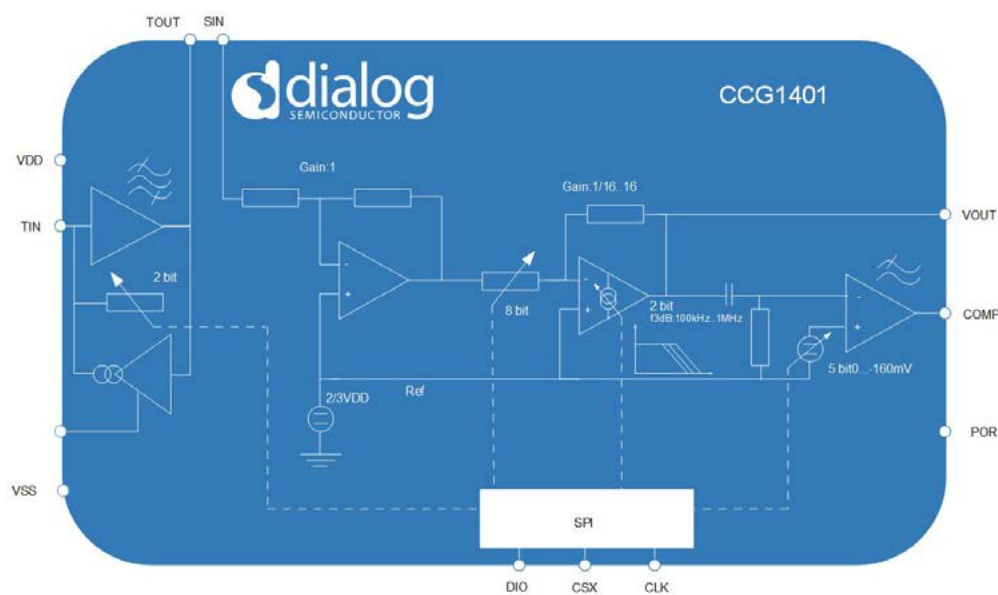 TOUT SIN
dialog
SEMICONDUCTOR
CCG1401
VDD
Gain:1
Gain:1/16..16
TIN
VOUT
2 bit
8 bit
2 bit
f3dB:100kHz..1MHz
COMP
5 bit0...-160mV
Ref
2/3VDD
POR
VSS
SPI
DIO CSX CLK